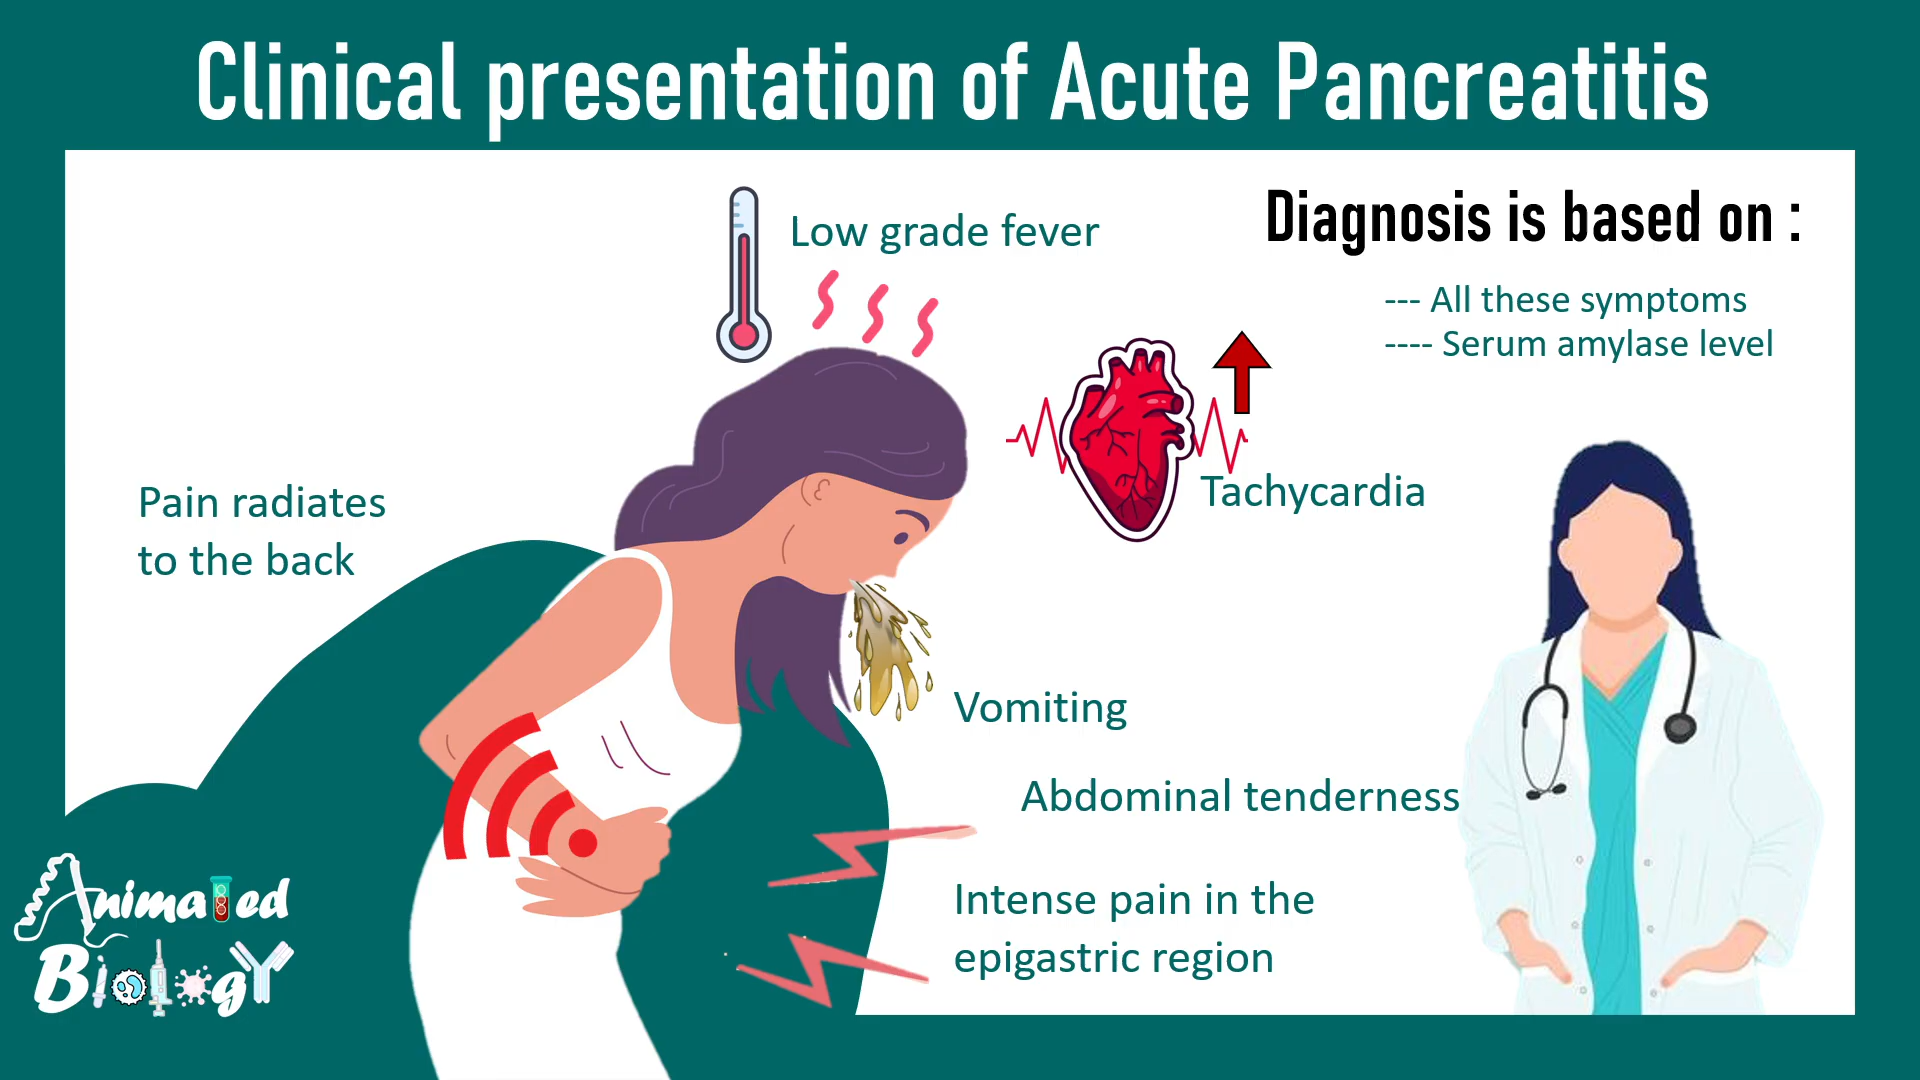 Clinical presentation of Acute Pancreatitis
Low grade fever
Diagnosis is based on :
--- All these symptoms
---- Serum amylase level
Tachycardia
Pain radiates
to the back
Vomiting
Abdominal tenderness
Intense pain in the
epigastric region
Animated
Biology